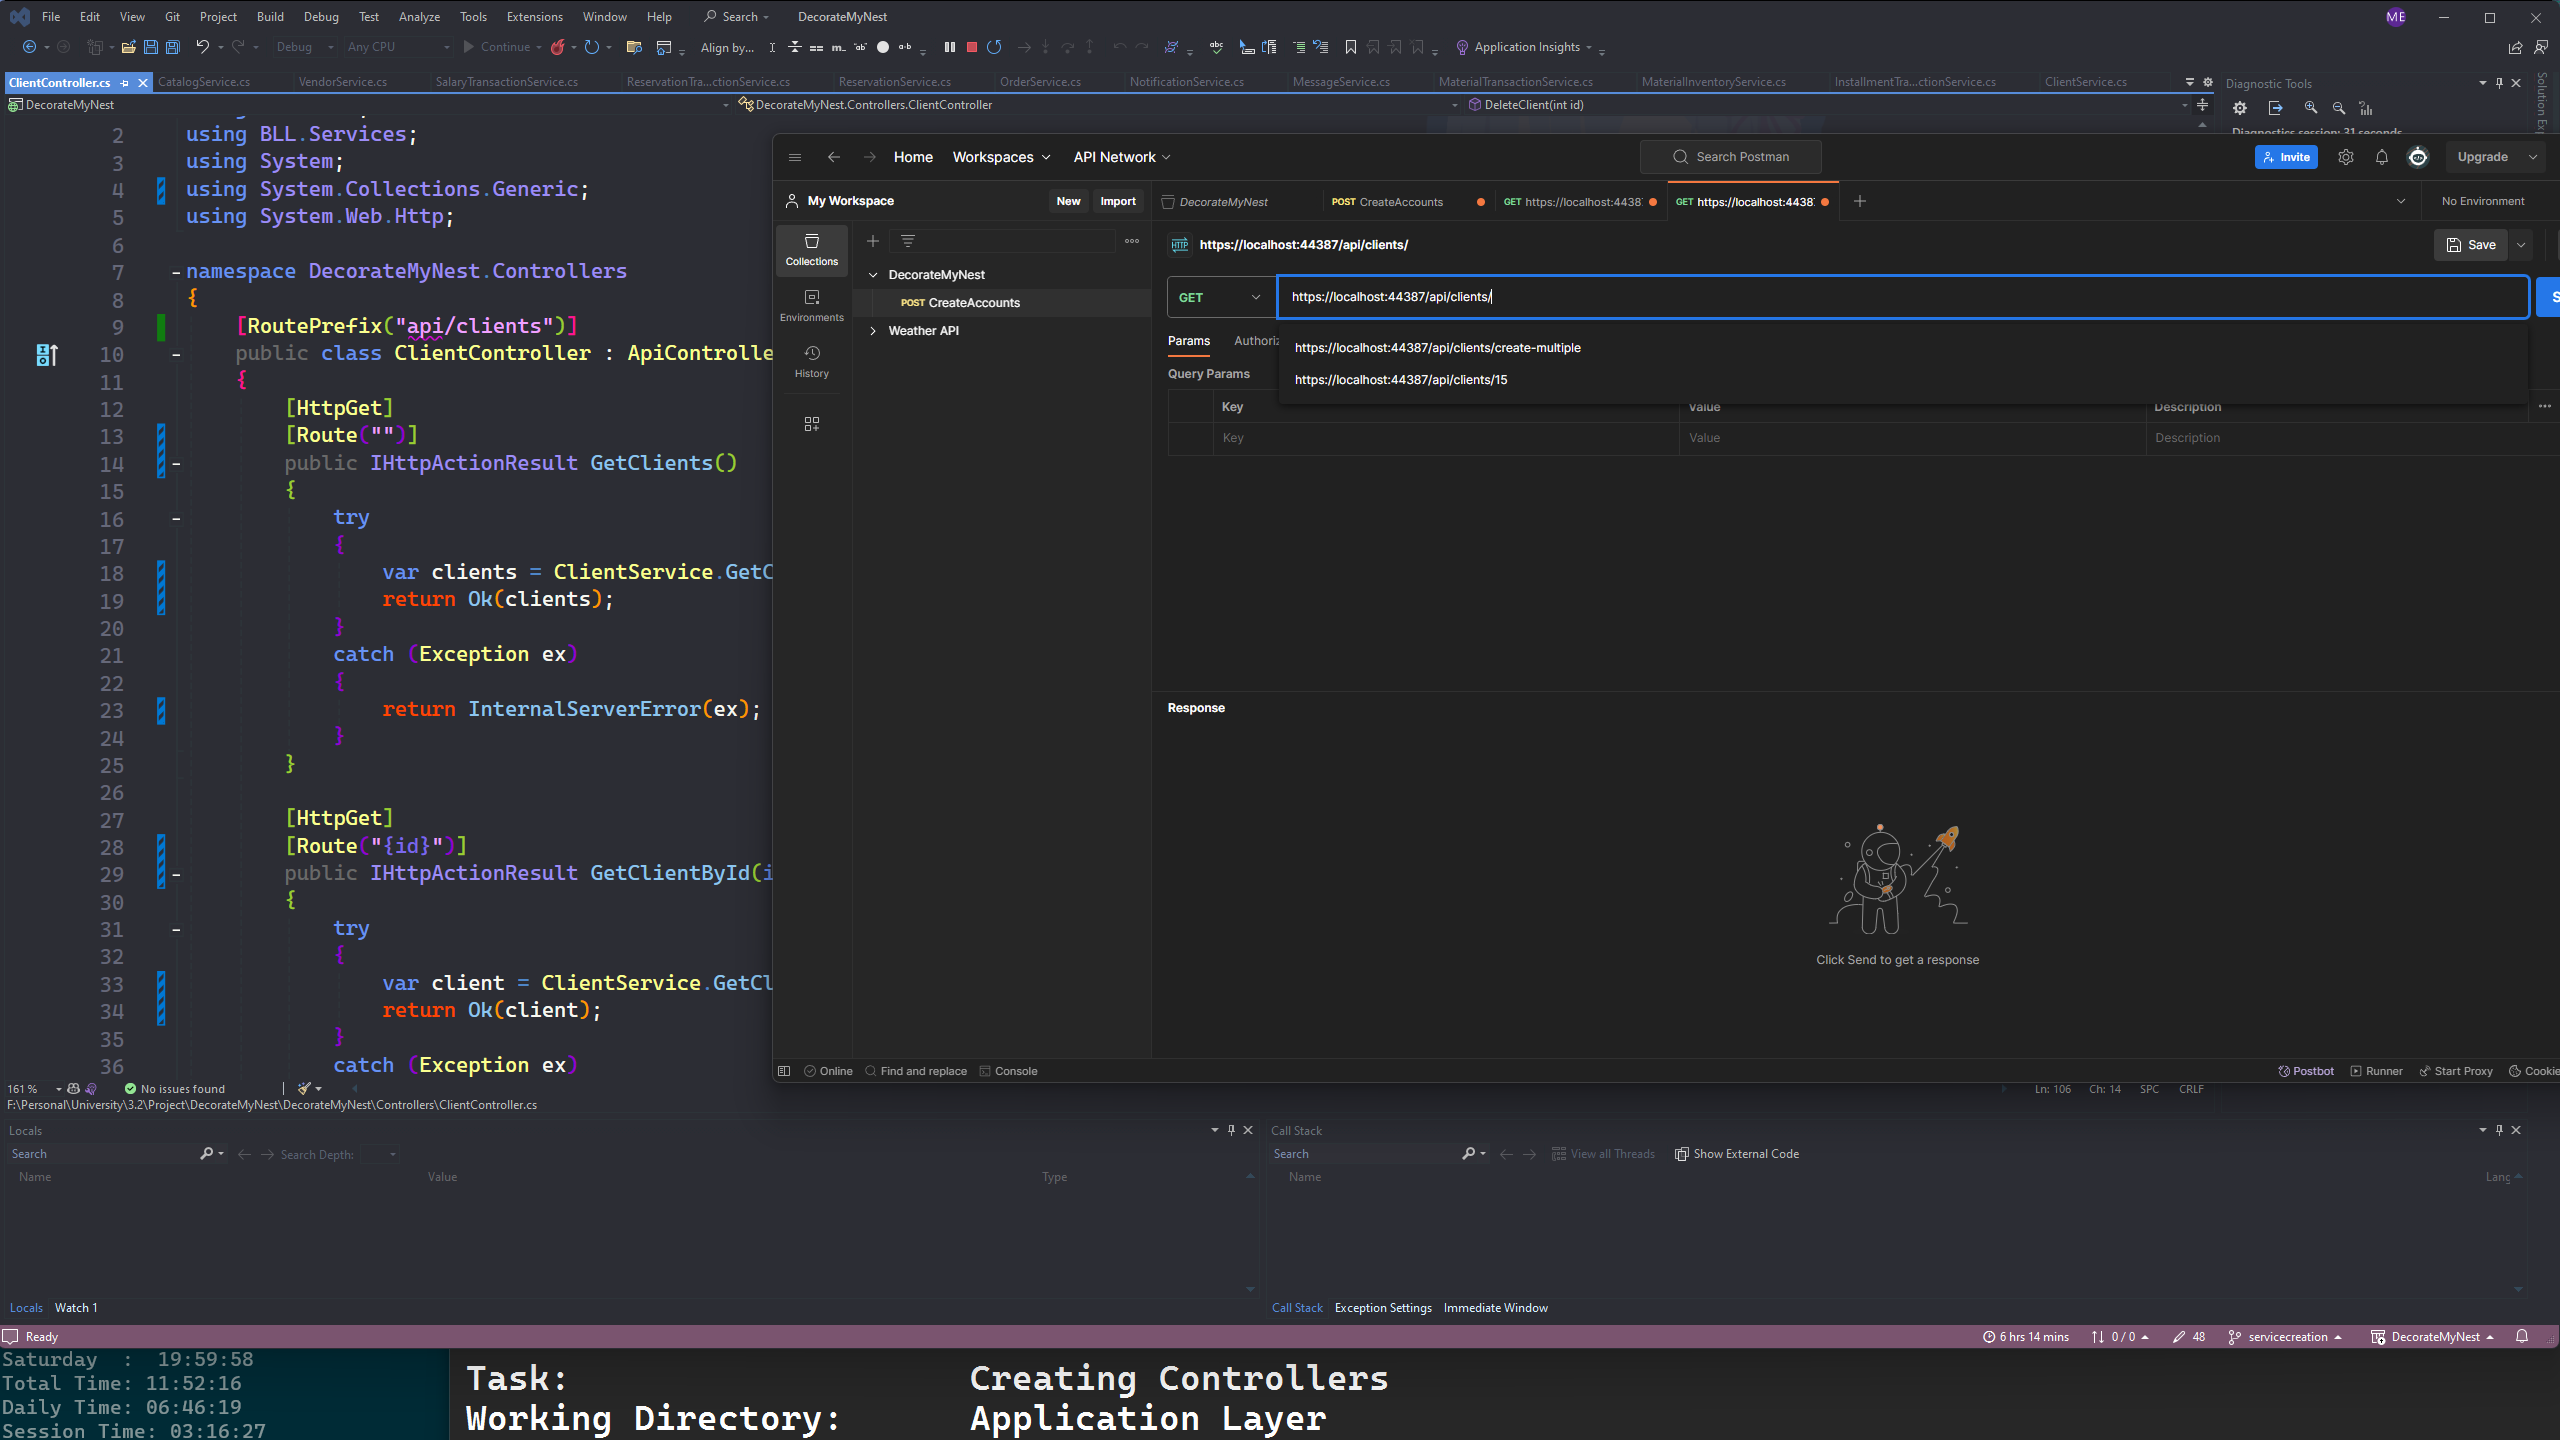 File Edit View Git Project Build Debug Test Analyze Tools Extensions Window Help Search DecorateMyNest ME
Debug Any CPU Continue Align by... Application Insights
ClientController.cs CatalogService.cs VendorService.cs SalaryTransactionService.cs ReservationTra...ctionService.cs ReservationService.cs OrderService.cs NotificationService.cs MessageService.cs MaterialTransactionService.cs MaterialInventoryService.cs InstallmentTra...ctionService.cs ClientService.cs Diagnostic Tools
DecorateMyNest DecorateMyNest.Controllers.ClientController DeleteClient(int id)
Diagnostics session: 31 seconds
2 using BLL.Services;
3 using System;
4 using System.Collections.Generic;
5 using System.Web.Http;
6
7 namespace DecorateMyNest.Controllers
8 {
9 [RoutePrefix("api/clients")]
10 public class ClientController : ApiControlle
11 {
12 [HttpGet]
13 [Route("")]
14 public IHttpActionResult GetClients()
15 {
16 try
17 {
18 var clients = ClientService.GetC
19 return Ok(clients);
20 }
21 catch (Exception ex)
22 {
23 return InternalServerError(ex);
24 }
25 }
26
27 [HttpGet]
28 [Route("{id}")]
29 public IHttpActionResult GetClientById(i
30 {
31 try
32 {
33 var client = ClientService.GetCl
34 return Ok(client);
35 }
36 catch (Exception ex)
Home Workspaces API Network Search Postman Invite Upgrade
My Workspace New Import DecorateMyNest POST CreateAccounts GET https://localhost:4438 GET https://localhost:4438 No Environment
Collections
Environments
History
DecorateMyNest
POST CreateAccounts
Weather API
HTTP https://localhost:44387/api/clients/ Save
GET https://localhost:44387/api/clients/ S
Params Authoriz
https://localhost:44387/api/clients/create-multiple
Query Params
https://localhost:44387/api/clients/15
Key Value Description
Key Value Description
Response
Click Send to get a response
Online Find and replace Console Postbot Runner Start Proxy Cookie
161 % No issues found Ln: 106 Ch: 14 SPC CRLF
F:\Personal\University\3.2\Project\DecorateMyNest\DecorateMyNest\Controllers\ClientController.cs
Locals
Search Search Depth:
Name Value Type
Locals Watch 1
Call Stack
Search View all Threads Show External Code
Name Lang
Call Stack Exception Settings Immediate Window
Ready 6 hrs 14 mins 0 / 0 48 servicecreation DecorateMyNest
Saturday : 19:59:58
Total Time: 11:52:16
Daily Time: 06:46:19
Session Time: 03:16:27
Task: Creating Controllers
Working Directory: Application Layer